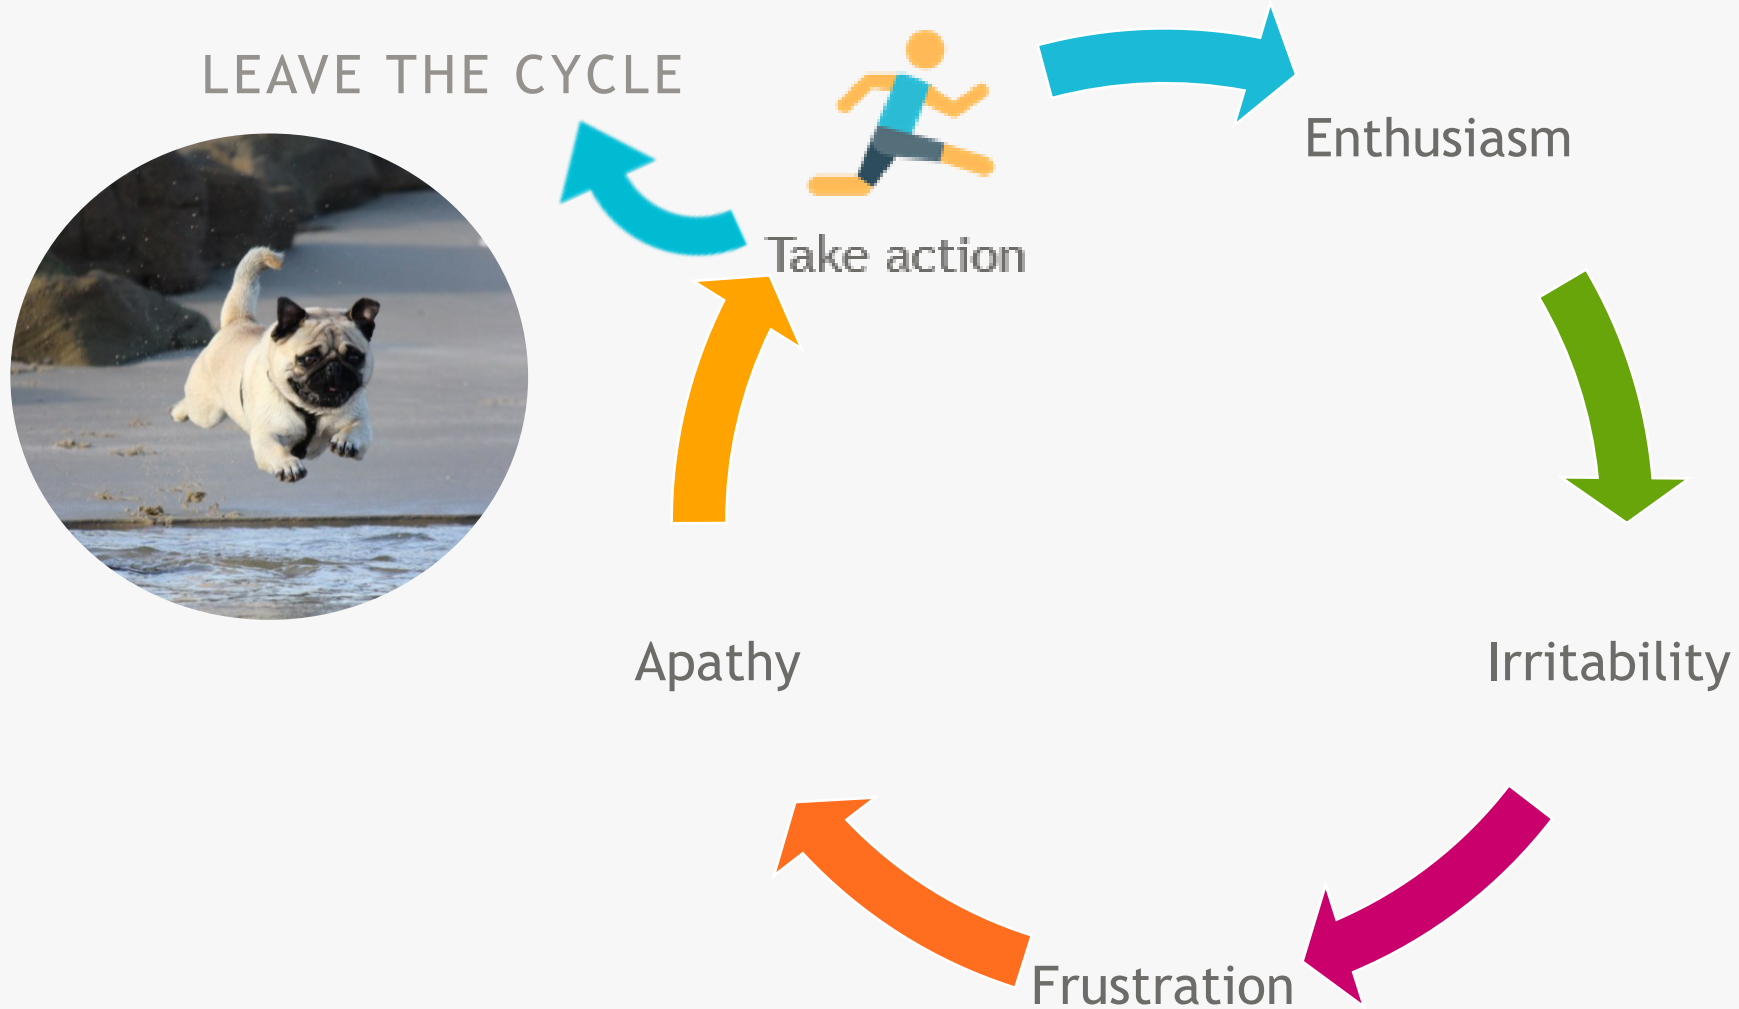 LEAVE THE CYCLE
Take action
Enthusiasm
Irritability
Frustration
Apathy